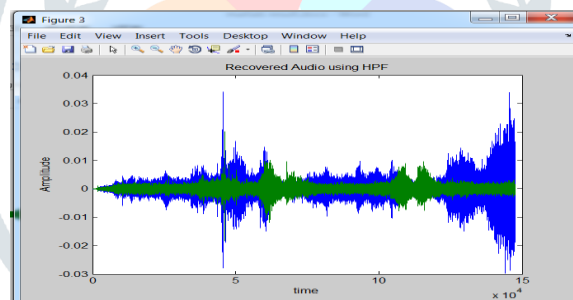 Figure 3
File Edit View Insert Tools Desktop Window Help
Recovered Audio using HPF
Amplitude
0.04
0.03
0.02
0.01
0
-0.01
-0.02
-0.03
0 5 10 15
time
x 10^4